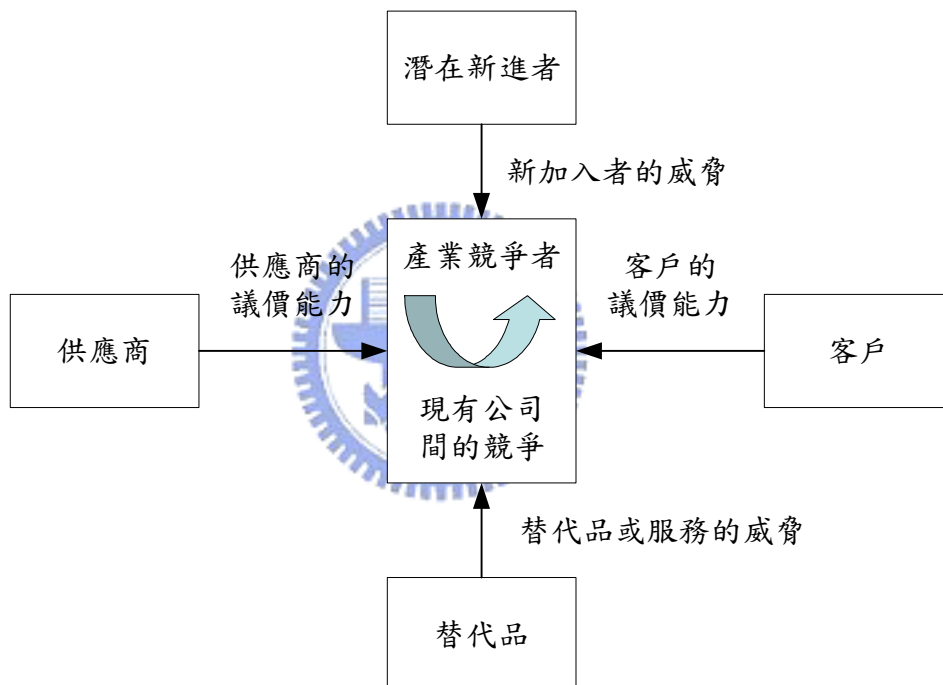 潛在新進者
新加入者的威脅
供應商的
議價能力
產業競爭者
客戶的
議價能力
供應商
客戶
現有公司
間的競爭
替代品或服務的威脅
替代品